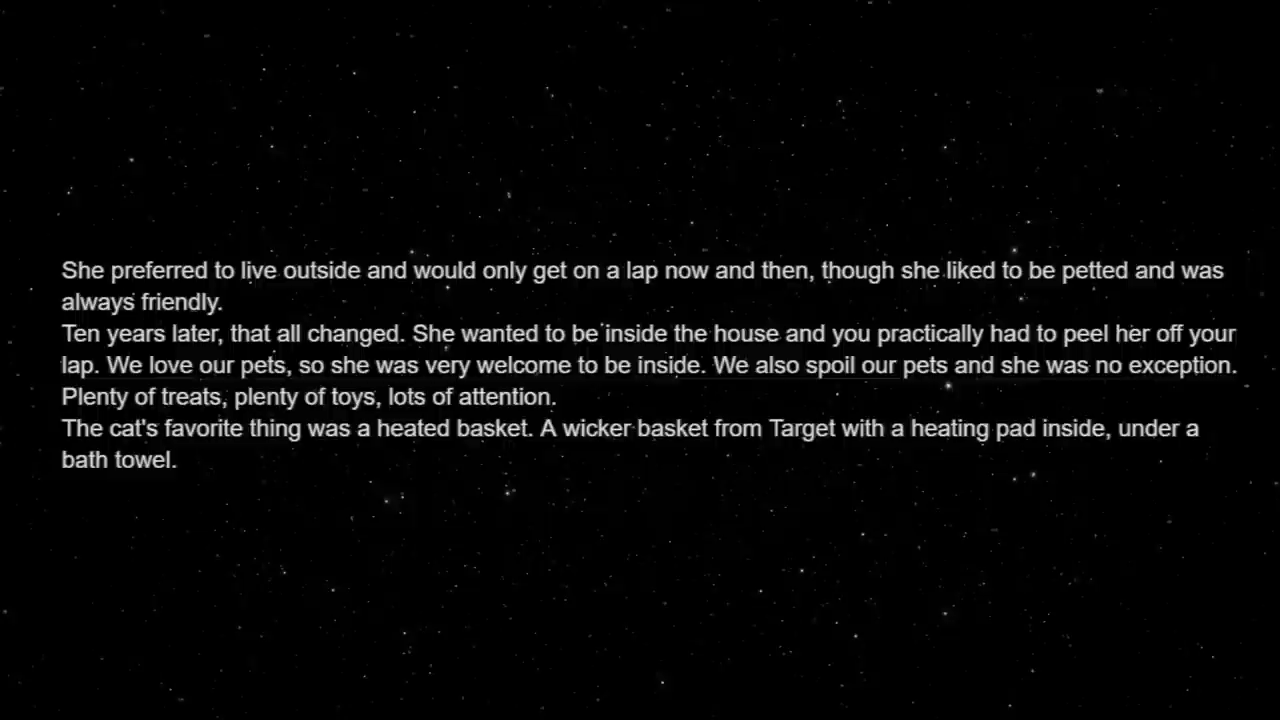 She preferred to live outside and would only get on a lap now and then, though she liked to be petted and was
always friendly.
Ten years later, that all changed. She wanted to be inside the house and you practically had to peel her off your
lap. We love our pets, so she was very welcome to be inside. We also spoil our pets and she was no exception.
Plenty of treats, plenty of toys, lots of attention.
The cat's favorite thing was a heated basket. A wicker basket from Target with a heating pad inside, under a
bath towel.